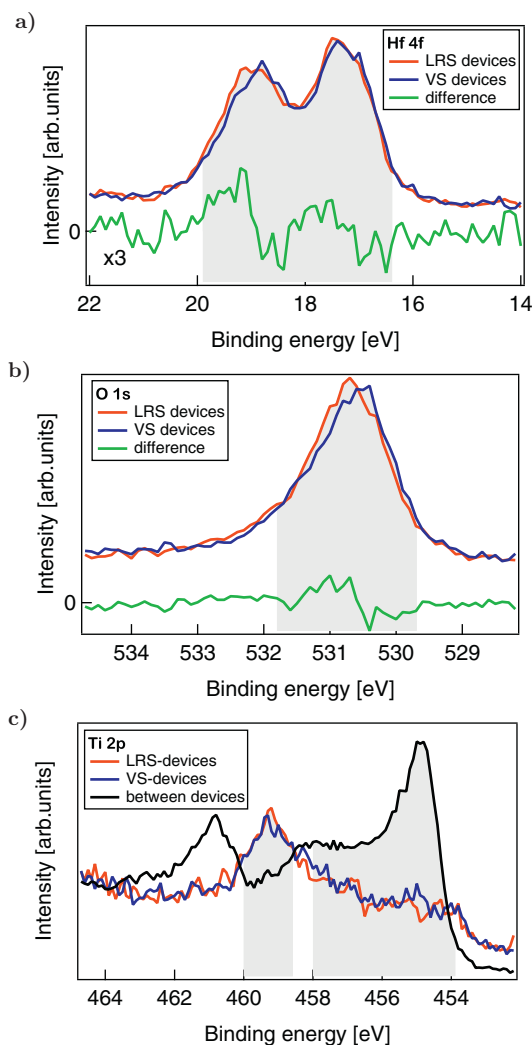 a)
Hf 4f
LRS devices
VS devices
difference
Intensity [arb.units]
0
x3
22 20 18 16 14
Binding energy [eV]
b)
O 1s
LRS devices
VS devices
difference
Intensity [arb.units]
0
534 533 532 531 530 529
Binding energy [eV]
c)
Ti 2p
LRS-devices
VS-devices
between devices
Intensity [arb.units]
464 462 460 458 456 454
Binding energy [eV]